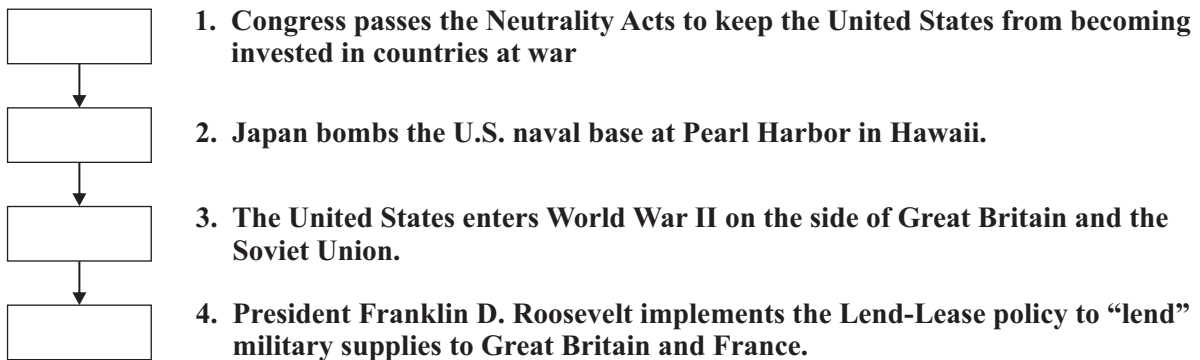 1. Congress passes the Neutrality Acts to keep the United States from becoming
invested in countries at war
2. Japan bombs the U.S. naval base at Pearl Harbor in Hawaii.
3. The United States enters World War II on the side of Great Britain and the
Soviet Union.
4. President Franklin D. Roosevelt implements the Lend-Lease policy to “lend”
military supplies to Great Britain and France.